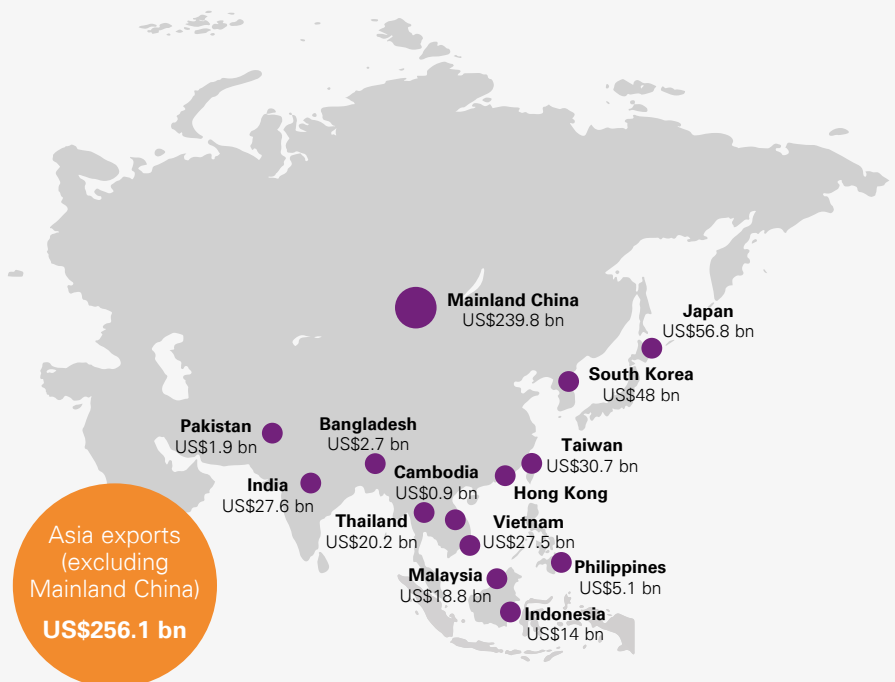 Mainland China
US$239.8 bn
Japan
US$56.8 bn
South Korea
US$48 bn
Pakistan
US$1.9 bn
Bangladesh
US$2.7 bn
Taiwan
US$30.7 bn
India
US$27.6 bn
Cambodia
US$0.9 bn
Hong Kong
Thailand
US$20.2 bn
Vietnam
US$27.5 bn
Philippines
US$5.1 bn
Malaysia
US$18.8 bn
Indonesia
US$14 bn
Asia exports
(excluding
Mainland China)
US$256.1 bn